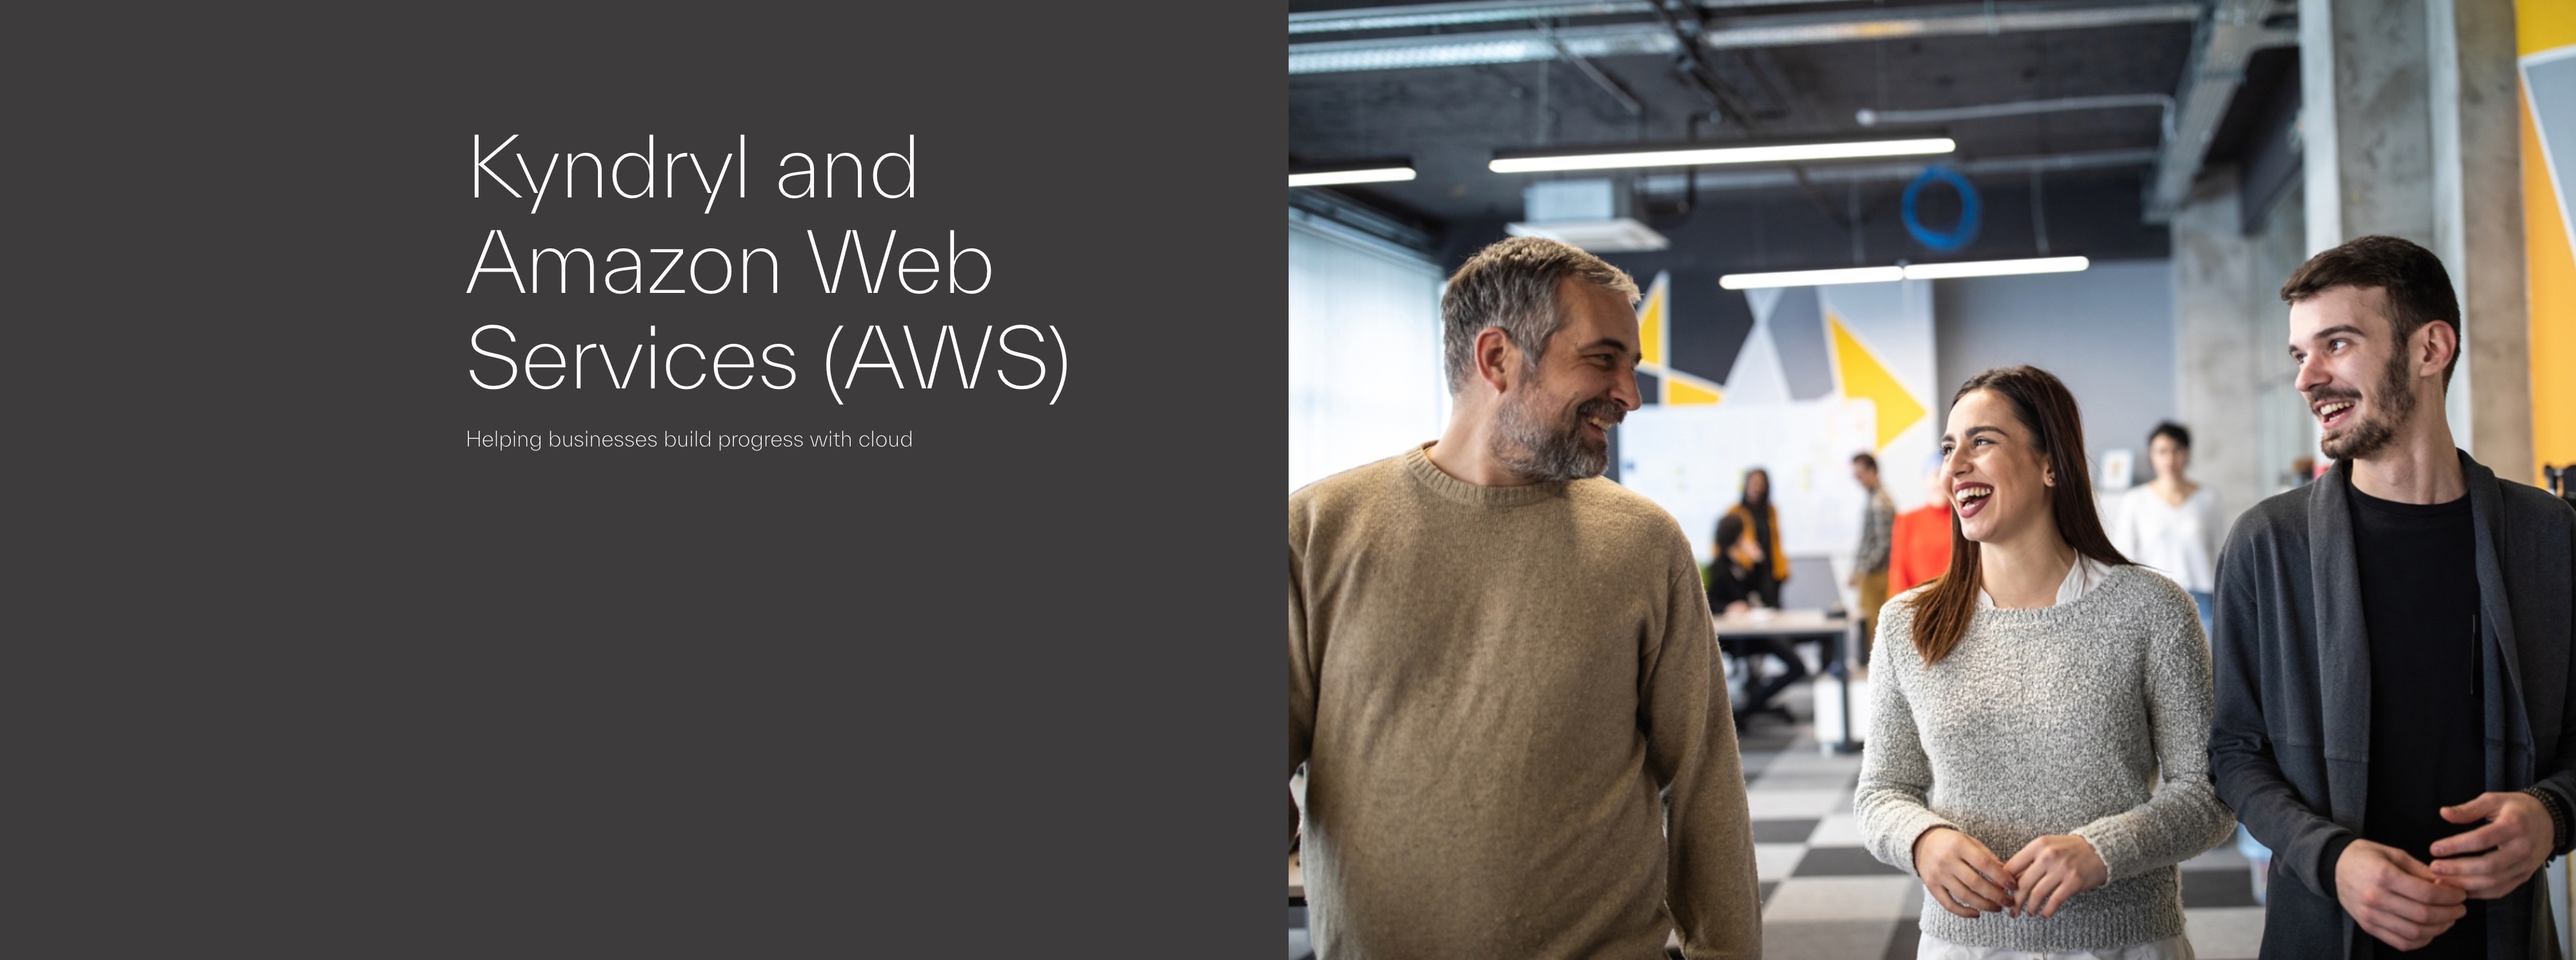 Kyndryl and
Amazon Web
Services (AWS)
Helping businesses build progress with cloud